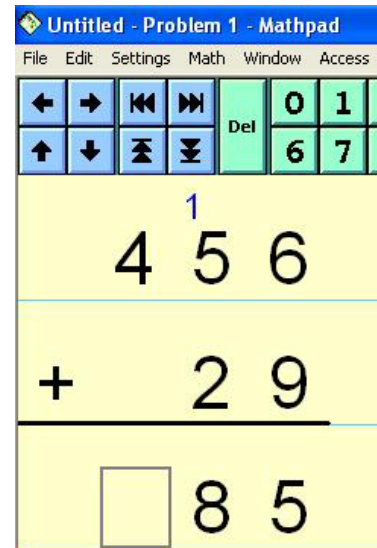 Untitled - Problem 1 - Mathpad
File Edit Settings Math Window Access
Del 0 1
6 7
1
4 5 6
+ 2 9
8 5